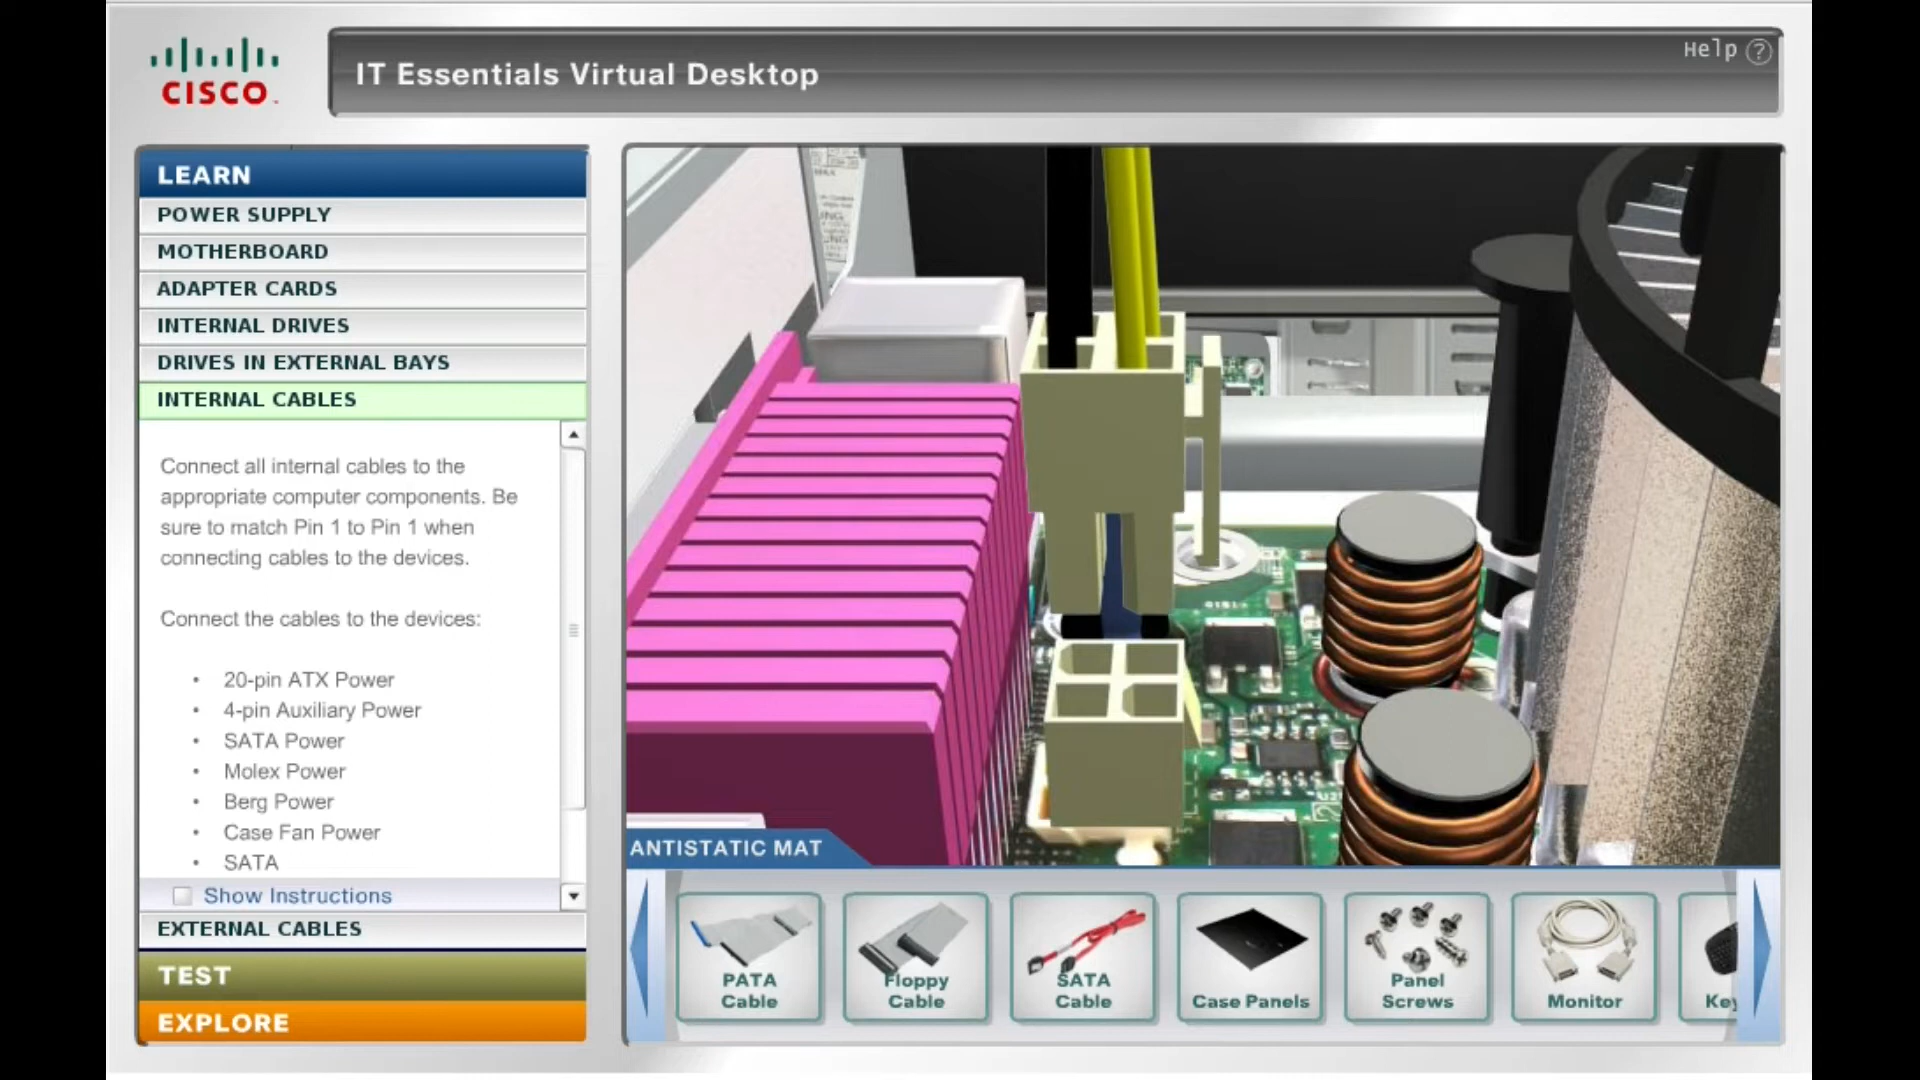 CISCO
IT Essentials Virtual Desktop
Help ?
LEARN
POWER SUPPLY
MOTHERBOARD
ADAPTER CARDS
INTERNAL DRIVES
DRIVES IN EXTERNAL BAYS
INTERNAL CABLES
Connect all internal cables to the
appropriate computer components. Be
sure to match Pin 1 to Pin 1 when
connecting cables to the devices.
Connect the cables to the devices:
• 20-pin ATX Power
• 4-pin Auxiliary Power
• SATA Power
• Molex Power
• Berg Power
• Case Fan Power
• SATA
Show Instructions
EXTERNAL CABLES
TEST
EXPLORE
ANTISTATIC MAT
PATA
Cable
Floppy
Cable
SATA
Cable
Case Panels
Panel
Screws
Monitor
Key